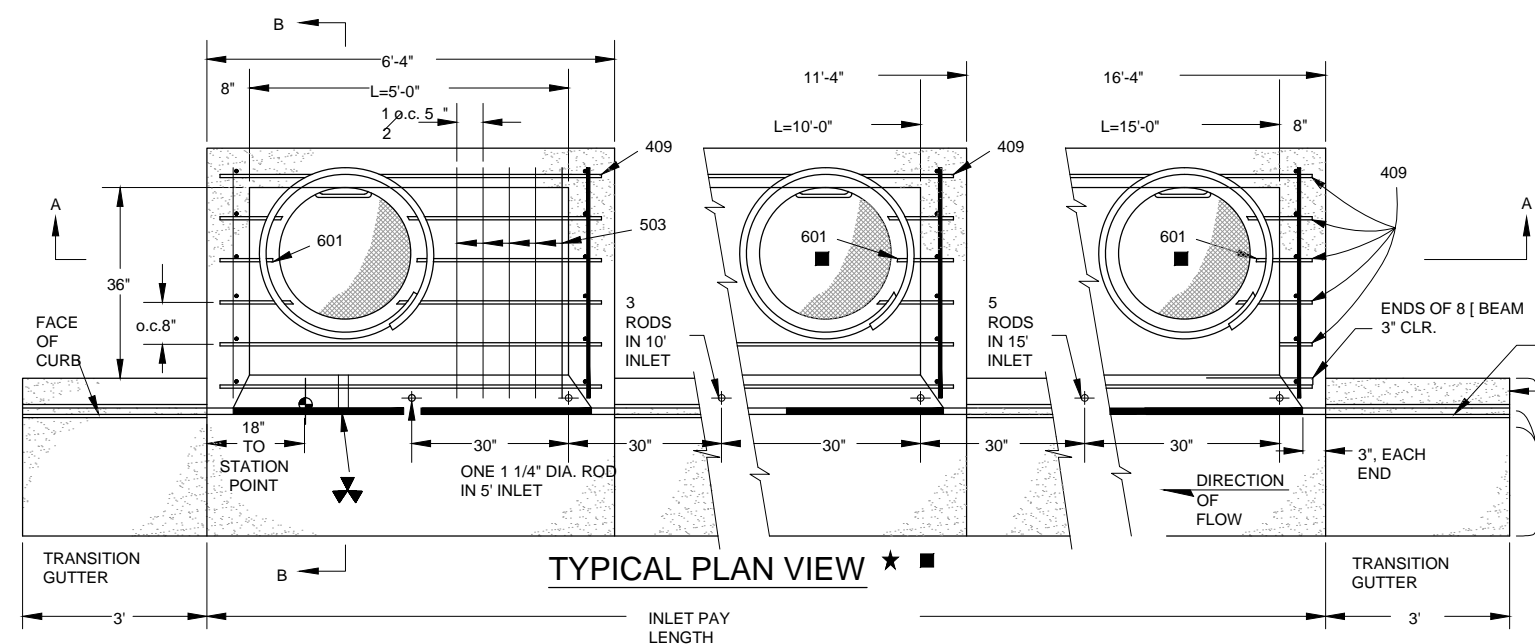 B
6'-4"
11'-4"
16'-4"
8"
L=5'-0"
1 o.c. 5 "
2
L=10'-0"
L=15'-0"
8"
409
409
409
A
A
601
503
601
601
36"
o.c.8"
FACE
OF
CURB
3
RODS
IN 10'
INLET
5
RODS
IN 15'
INLET
ENDS OF 8 [ BEAM
3" CLR.
18"
TO
STATION
POINT
30"
30"
30"
30"
30"
ONE 1 1/4" DIA. ROD
IN 5' INLET
3", EACH
END
DIRECTION
OF
FLOW
TRANSITION
GUTTER
B
TYPICAL PLAN VIEW
TRANSITION
GUTTER
3'
INLET PAY
LENGTH
3'